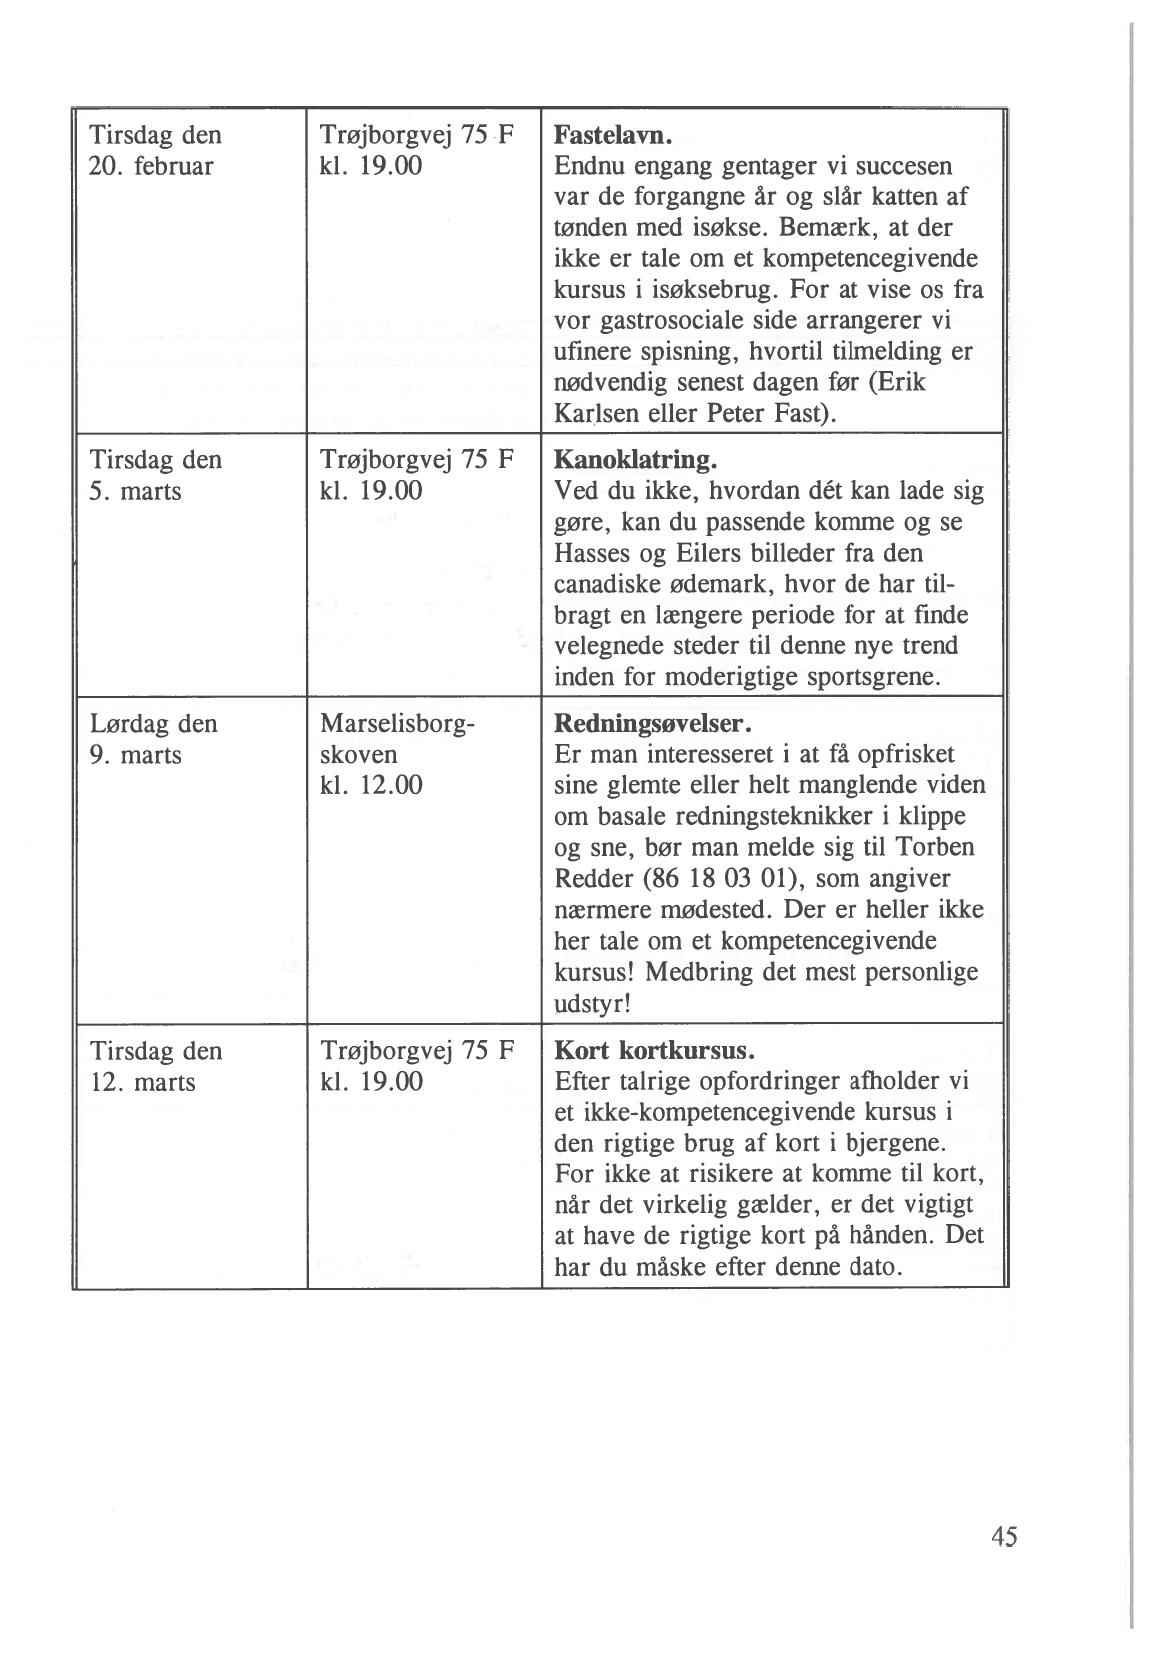 Tirsdag den
20. februar
Trøjborgvej 75 F
kl. 19.00
Fastelavn.
Endnu engang gentager vi succesen
var de forgangne år og slår katten af
tønden med isøkse. Bemærk, at der
ikke er tale om et kompetencegivende
kursus i isøksebrug. For at vise os fra
vor gastrosociale side arrangerer vi
ufinere spisning, hvortil tilmelding er
nødvendig senest dagen før (Erik
Karlsen eller Peter Fast).
Tirsdag den
5. marts
Trøjborgvej 75 F
kl. 19.00
Kanoklatring.
Ved du ikke, hvordan dét kan lade sig
gøre, kan du passende komme og se
Hasses og Eilers billeder fra den
canadiske ødemark, hvor de har til-
bragt en længere periode for at finde
velegnede steder til denne nye trend
inden for moderigtige sportsgrene.
Lørdag den
9. marts
Marselisborg-
skoven
kl. 12.00
Redningsøvelser.
Er man interesseret i at få opfrisket
sine glemte eller helt manglende viden
om basale redningsteknikker i klippe
og sne, bør man melde sig til Torben
Redder (86 18 03 01), som angiver
nærmere mødested. Der er heller ikke
her tale om et kompetencegivende
kursus! Medbring det mest personlige
udstyr!
Tirsdag den
12. marts
Trøjborgvej 75 F
kl. 19.00
Kort kortkursus.
Efter talrige opfordringer afholder vi
et ikke-kompetencegivende kursus i
den rigtige brug af kort i bjergene.
For ikke at risikere at komme til kort,
når det virkelig gælder, er det vigtigt
at have de rigtige kort på hånden. Det
har du måske efter denne dato.
45